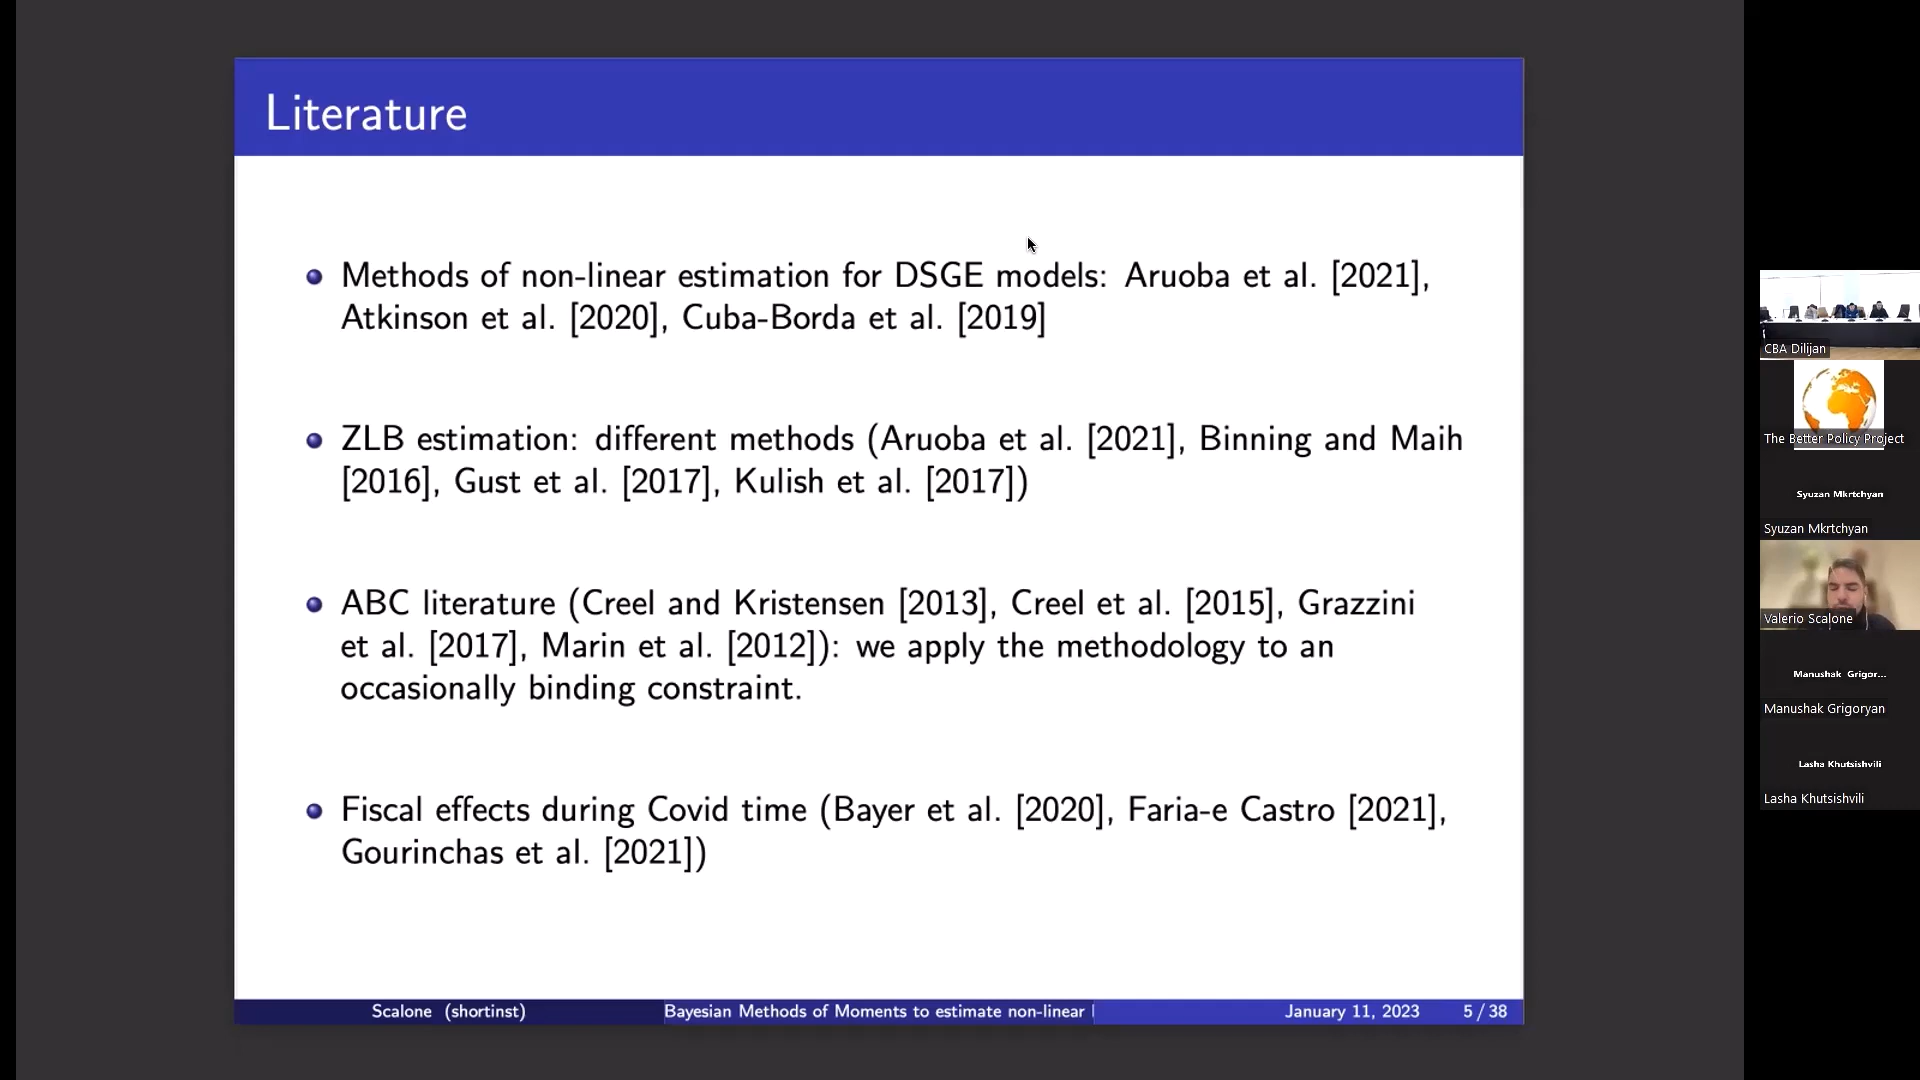 Literature
Methods of non-linear estimation for DSGE models: Aruoba et al. [2021],
Atkinson et al. [2020], Cuba-Borda et al. [2019]
ZLB estimation: different methods (Aruoba et al. [2021], Binning and Maih
[2016], Gust et al. [2017], Kulish et al. [2017])
ABC literature (Creel and Kristensen [2013], Creel et al. [2015], Grazzini
et al. [2017], Marin et al. [2012]): we apply the methodology to an
occasionally binding constraint.
Fiscal effects during Covid time (Bayer et al. [2020], Faria-e Castro [2021],
Gourinchas et al. [2021])
Scalone (shortinst)
Bayesian Methods of Moments to estimate non-linear
January 11, 2023
5 / 38
CBA Dilijan
The Better Policy Project
Syuzan Mkrtchyan
Syuzan Mkrtchyan
Valerio Scalone
Manushak Grigor...
Manushak Grigoryan
Lasha Khutsishvili
Lasha Khutsishvili